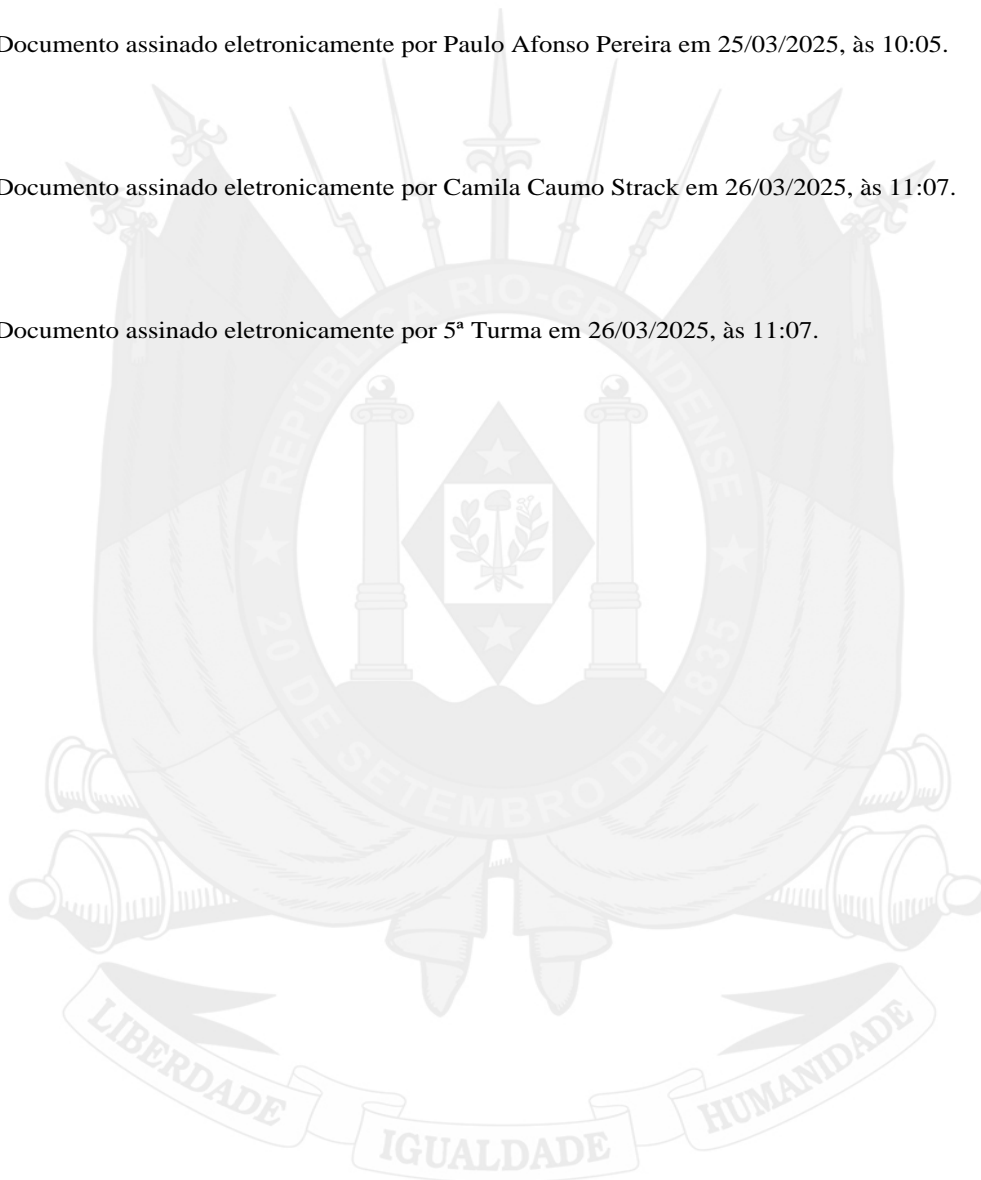 Documento assinado eletronicamente por Paulo Afonso Pereira em 25/03/2025, às 10:05.
Documento assinado eletronicamente por Camila Caumo Strack em 26/03/2025, às 11:07.
Documento assinado eletronicamente por 5ª Turma em 26/03/2025, às 11:07.
REPÚBLICA RIO-GRANDENSE
20 DE SETEMBRO DE 1835
LIBERDADE
IGUALDADE
HUMANIDADE